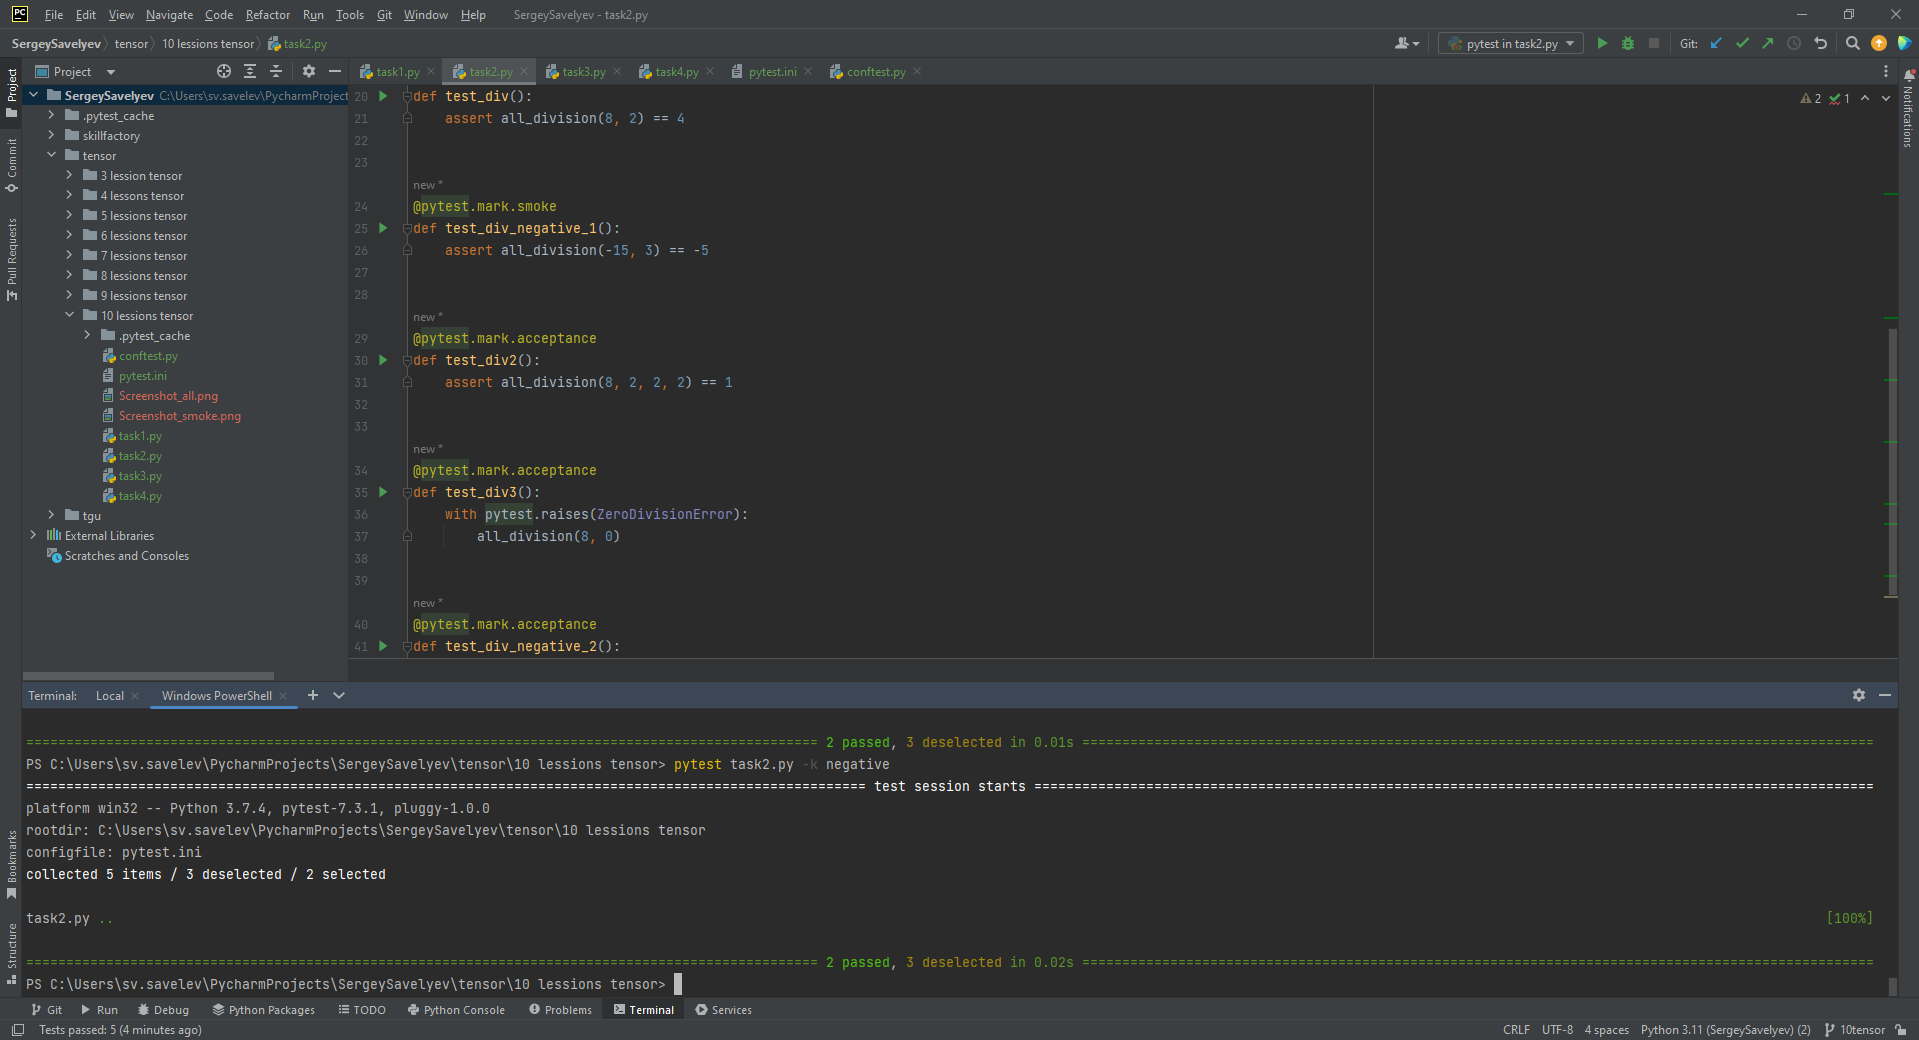 PC File Edit View Navigate Code Refactor Run Tools Git Window Help SergeySavelyev - task2.py
SergeySavelyev tensor 10 lessions tensor task2.py pytest in task2.py Git:
Project
task1.py task2.py task3.py task4.py pytest.ini conftest.py
Project
Commit
Pull Requests
Bookmarks
Structure
Notifications
SergeySavelyev C:\Users\sv.savelev\PycharmProject
.pytest_cache
skillfactory
tensor
3 lession tensor
4 lessons tensor
5 lessions tensor
6 lessions tensor
7 lessions tensor
8 lessions tensor
9 lessions tensor
10 lessions tensor
.pytest_cache
conftest.py
pytest.ini
Screenshot_all.png
Screenshot_smoke.png
task1.py
task2.py
task3.py
task4.py
tgu
External Libraries
Scratches and Consoles
2 1
20 def test_div():
21 assert all_division(8, 2) == 4
22
23
new *
24 @pytest.mark.smoke
25 def test_div_negative_1():
26 assert all_division(-15, 3) == -5
27
28
new *
29 @pytest.mark.acceptance
30 def test_div2():
31 assert all_division(8, 2, 2, 2) == 1
32
33
new *
34 @pytest.mark.acceptance
35 def test_div3():
36 with pytest.raises(ZeroDivisionError):
37 all_division(8, 0)
38
39
new *
40 @pytest.mark.acceptance
41 def test_div_negative_2():
Terminal: Local Windows PowerShell
=== 2 passed, 3 deselected in 0.01s ===
PS C:\Users\sv.savelev\PycharmProjects\SergeySavelyev\tensor\10 lessions tensor> pytest task2.py -k negative
=== test session starts ===
platform win32 -- Python 3.7.4, pytest-7.3.1, pluggy-1.0.0
rootdir: C:\Users\sv.savelev\PycharmProjects\SergeySavelyev\tensor\10 lessions tensor
configfile: pytest.ini
collected 5 items / 3 deselected / 2 selected
task2.py .. [100%]
=== 2 passed, 3 deselected in 0.02s ===
PS C:\Users\sv.savelev\PycharmProjects\SergeySavelyev\tensor\10 lessions tensor>
Git Run Debug Python Packages TODO Python Console Problems Terminal Services
Tests passed: 5 (4 minutes ago) CRLF UTF-8 4 spaces Python 3.11 (SergeySavelyev) (2) 10tensor